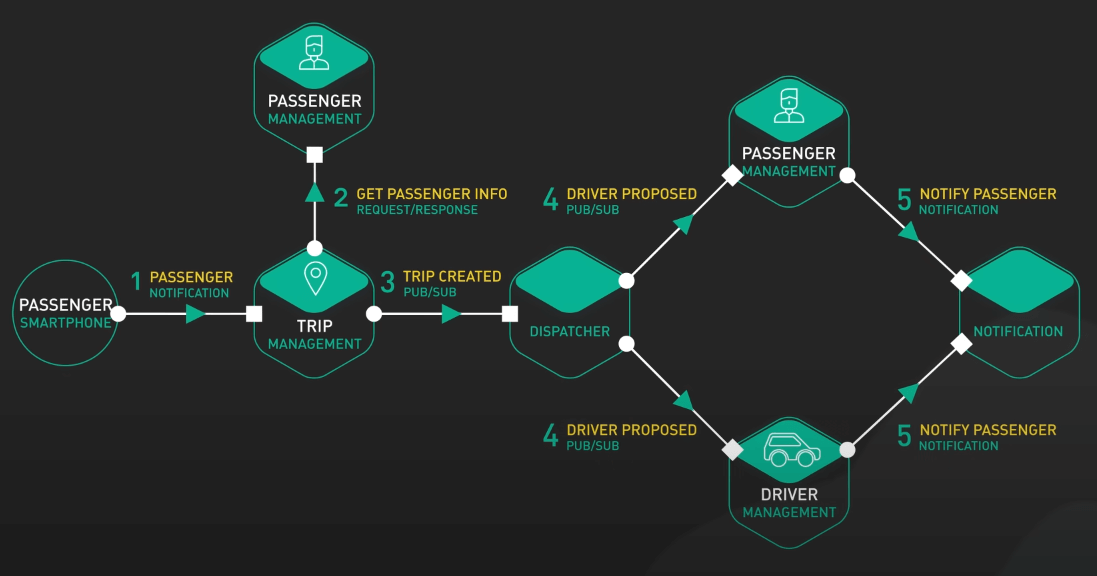 PASSENGER
MANAGEMENT
2 GET PASSENGER INFO
REQUEST/RESPONSE
1 PASSENGER
NOTIFICATION
PASSENGER
SMARTPHONE
TRIP
MANAGEMENT
3 TRIP CREATED
PUB/SUB
DISPATCHER
4 DRIVER PROPOSED
PUB/SUB
PASSENGER
MANAGEMENT
5 NOTIFY PASSENGER
NOTIFICATION
4 DRIVER PROPOSED
PUB/SUB
DRIVER
MANAGEMENT
5 NOTIFY PASSENGER
NOTIFICATION
NOTIFICATION